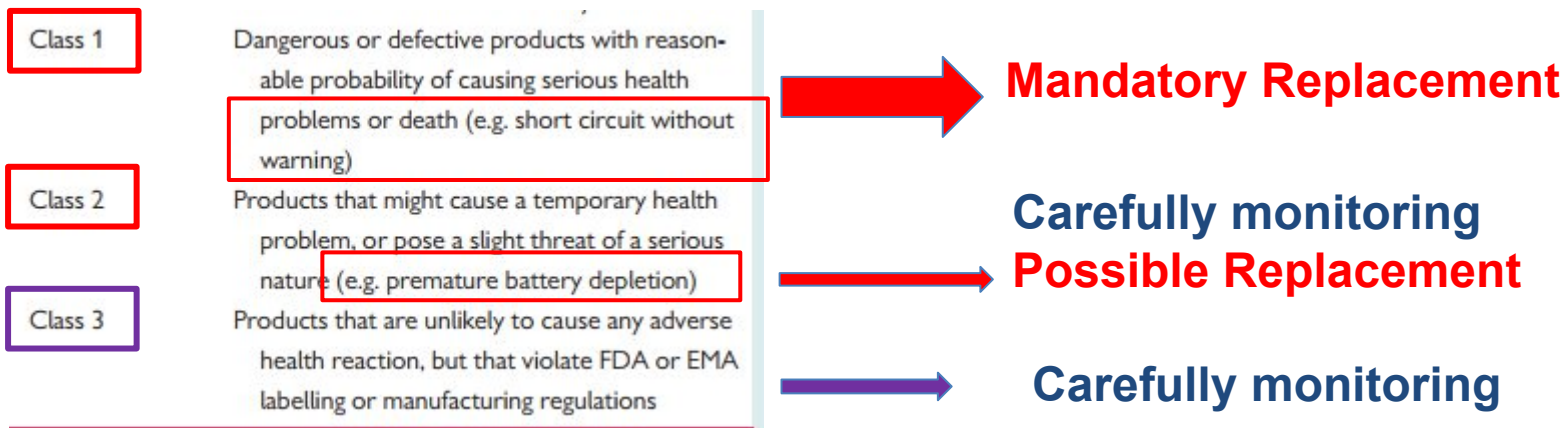 Class 1
Dangerous or defective products with reason-
able probability of causing serious health
problems or death (e.g. short circuit without
warning)
Mandatory Replacement
Class 2
Products that might cause a temporary health
problem, or pose a slight threat of a serious
nature (e.g. premature battery depletion)
Carefully monitoring
Possible Replacement
Class 3
Products that are unlikely to cause any adverse
health reaction, but that violate FDA or EMA
labelling or manufacturing regulations
Carefully monitoring